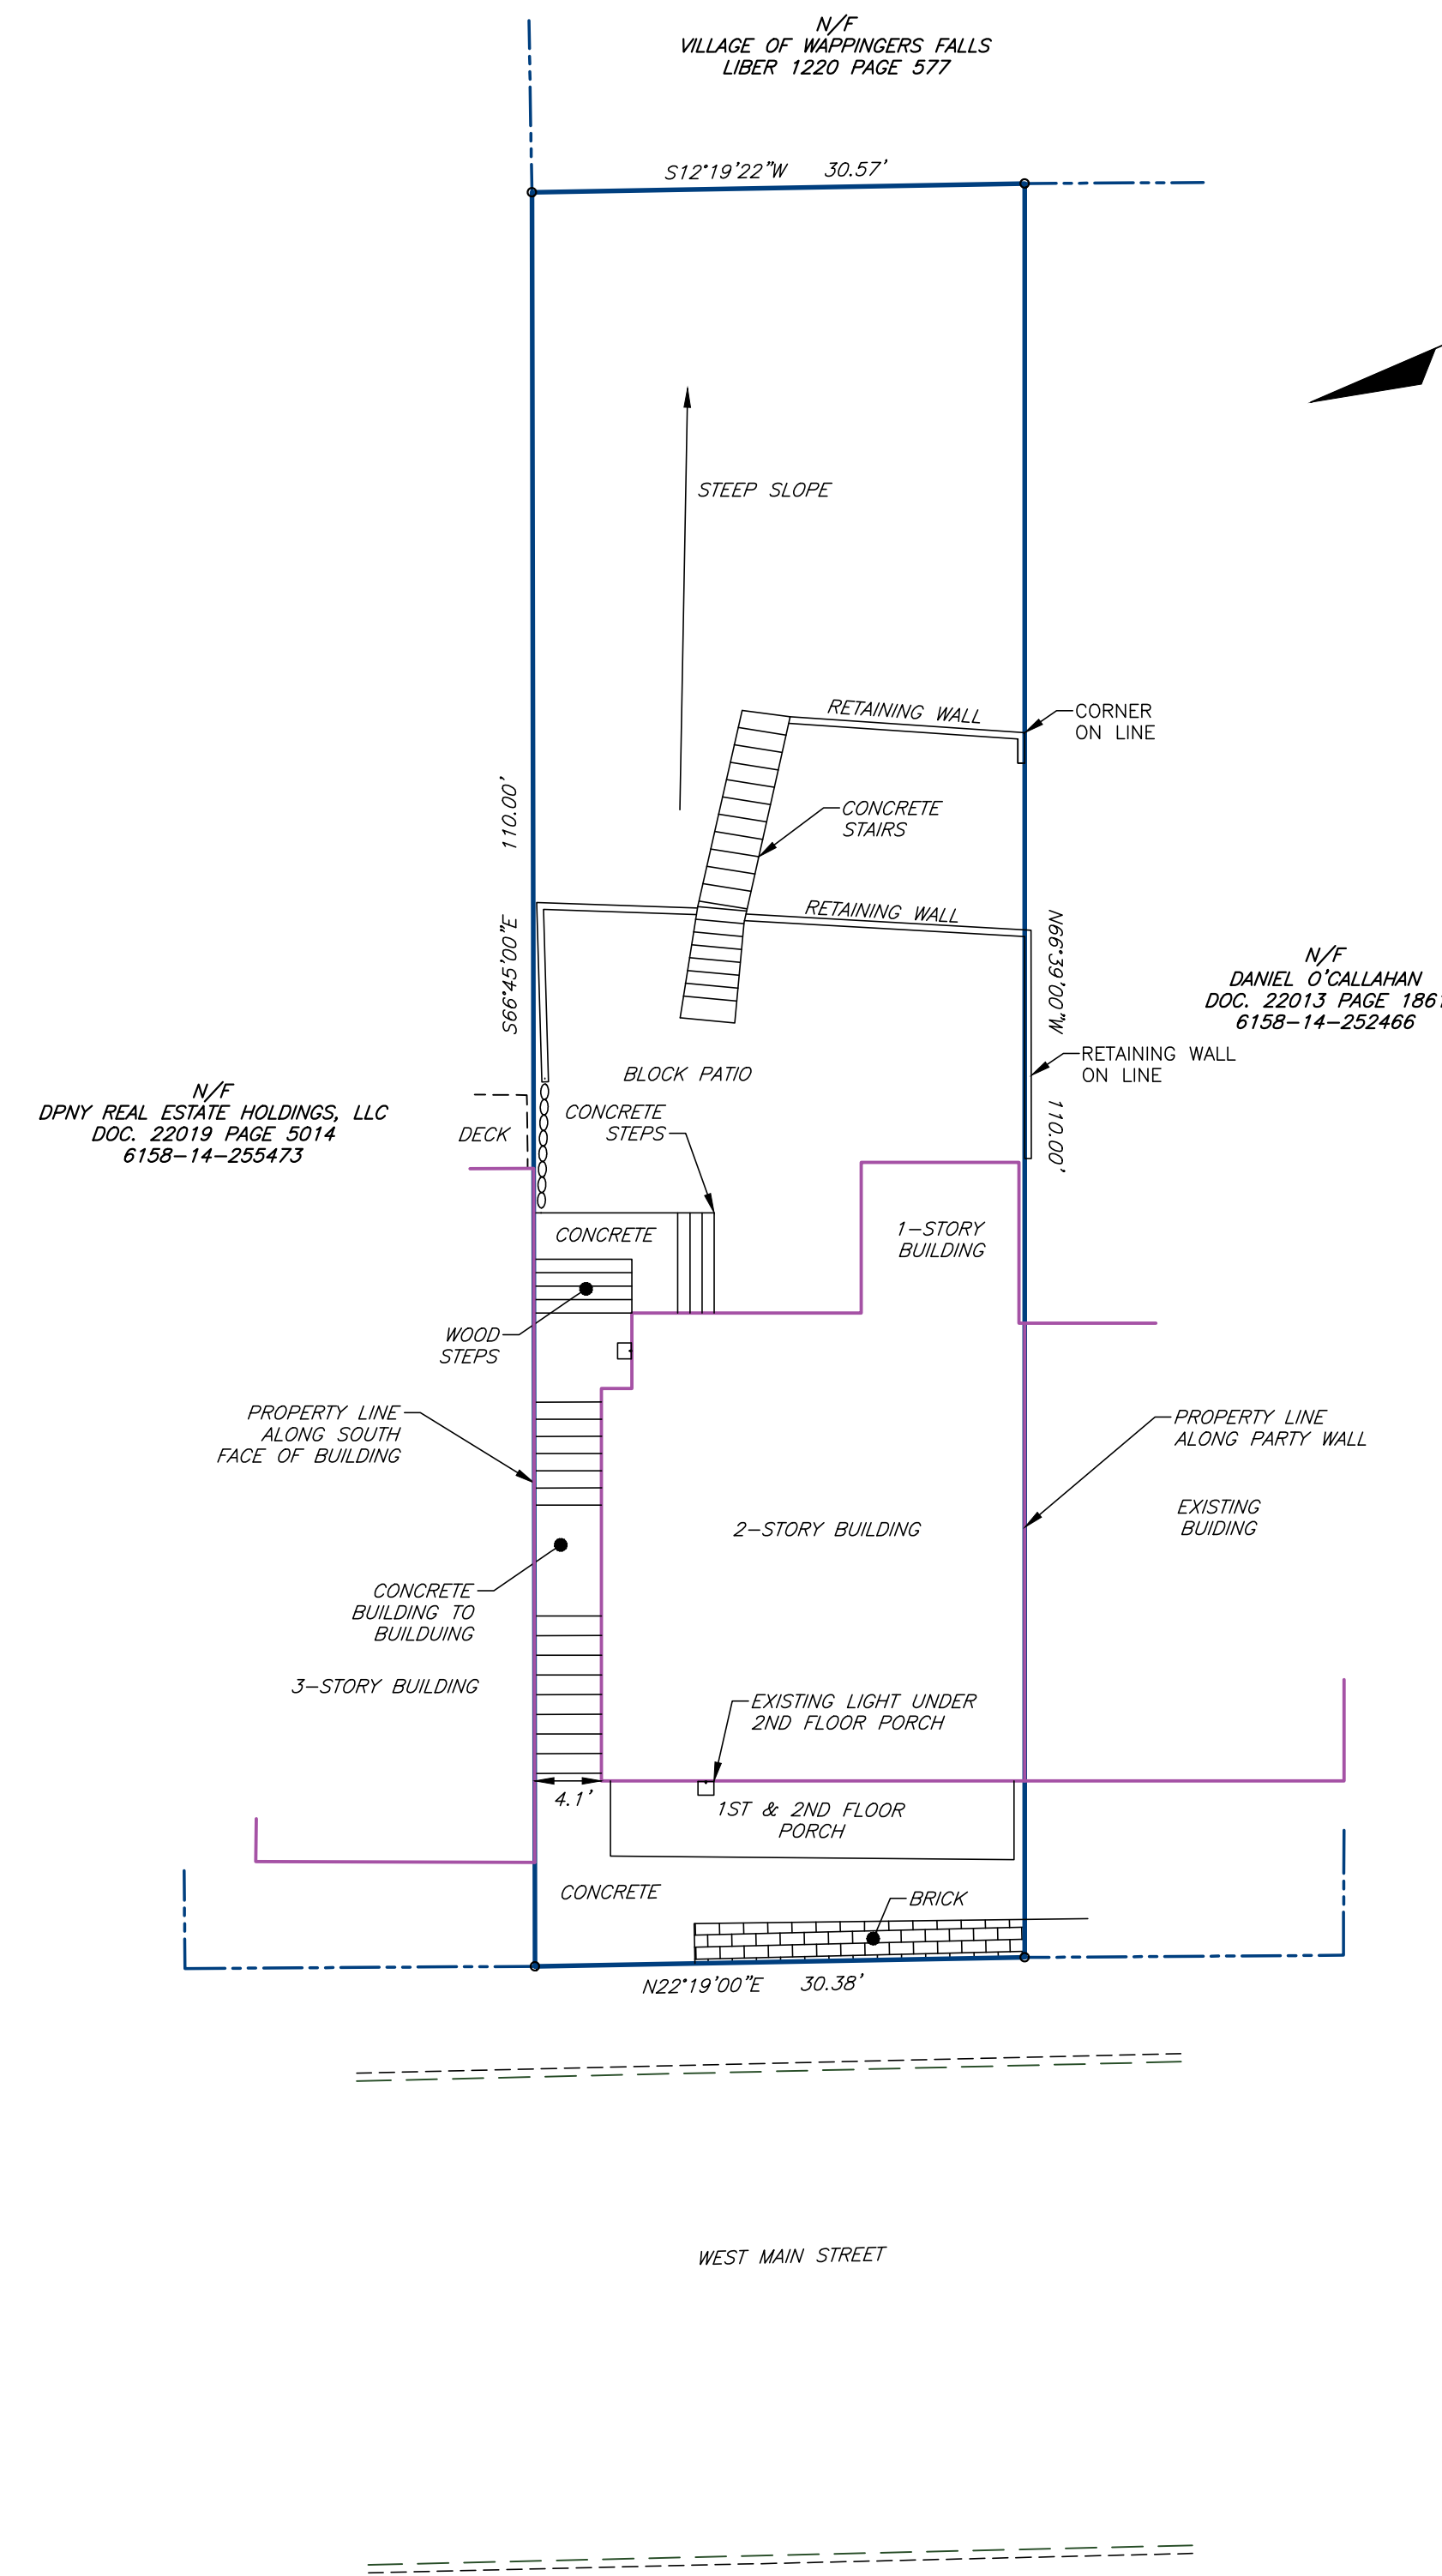 N/F
VILLAGE OF WAPPINGERS FALLS
LIBER 1220 PAGE 577
S12°19'22"W 30.57'
STEEP SLOPE
RETAINING WALL
CORNER
ON LINE
CONCRETE
STAIRS
110.00'
S66°45'00"E
RETAINING WALL
N66°39'00"W
110.00'
N/F
DANIEL O'CALLAHAN
DOC. 22013 PAGE 1861
6158-14-252466
RETAINING WALL
ON LINE
BLOCK PATIO
N/F
DPNY REAL ESTATE HOLDINGS, LLC
DOC. 22019 PAGE 5014
6158-14-255473
DECK
CONCRETE
STEPS
CONCRETE
1-STORY
BUILDING
WOOD
STEPS
PROPERTY LINE
ALONG SOUTH
FACE OF BUILDING
PROPERTY LINE
ALONG PARTY WALL
EXISTING
BUIDING
2-STORY BUILDING
CONCRETE
BUILDING TO
BUILDUING
3-STORY BUILDING
EXISTING LIGHT UNDER
2ND FLOOR PORCH
4.1'
1ST & 2ND FLOOR
PORCH
CONCRETE
BRICK
N22°19'00"E 30.38'
WEST MAIN STREET